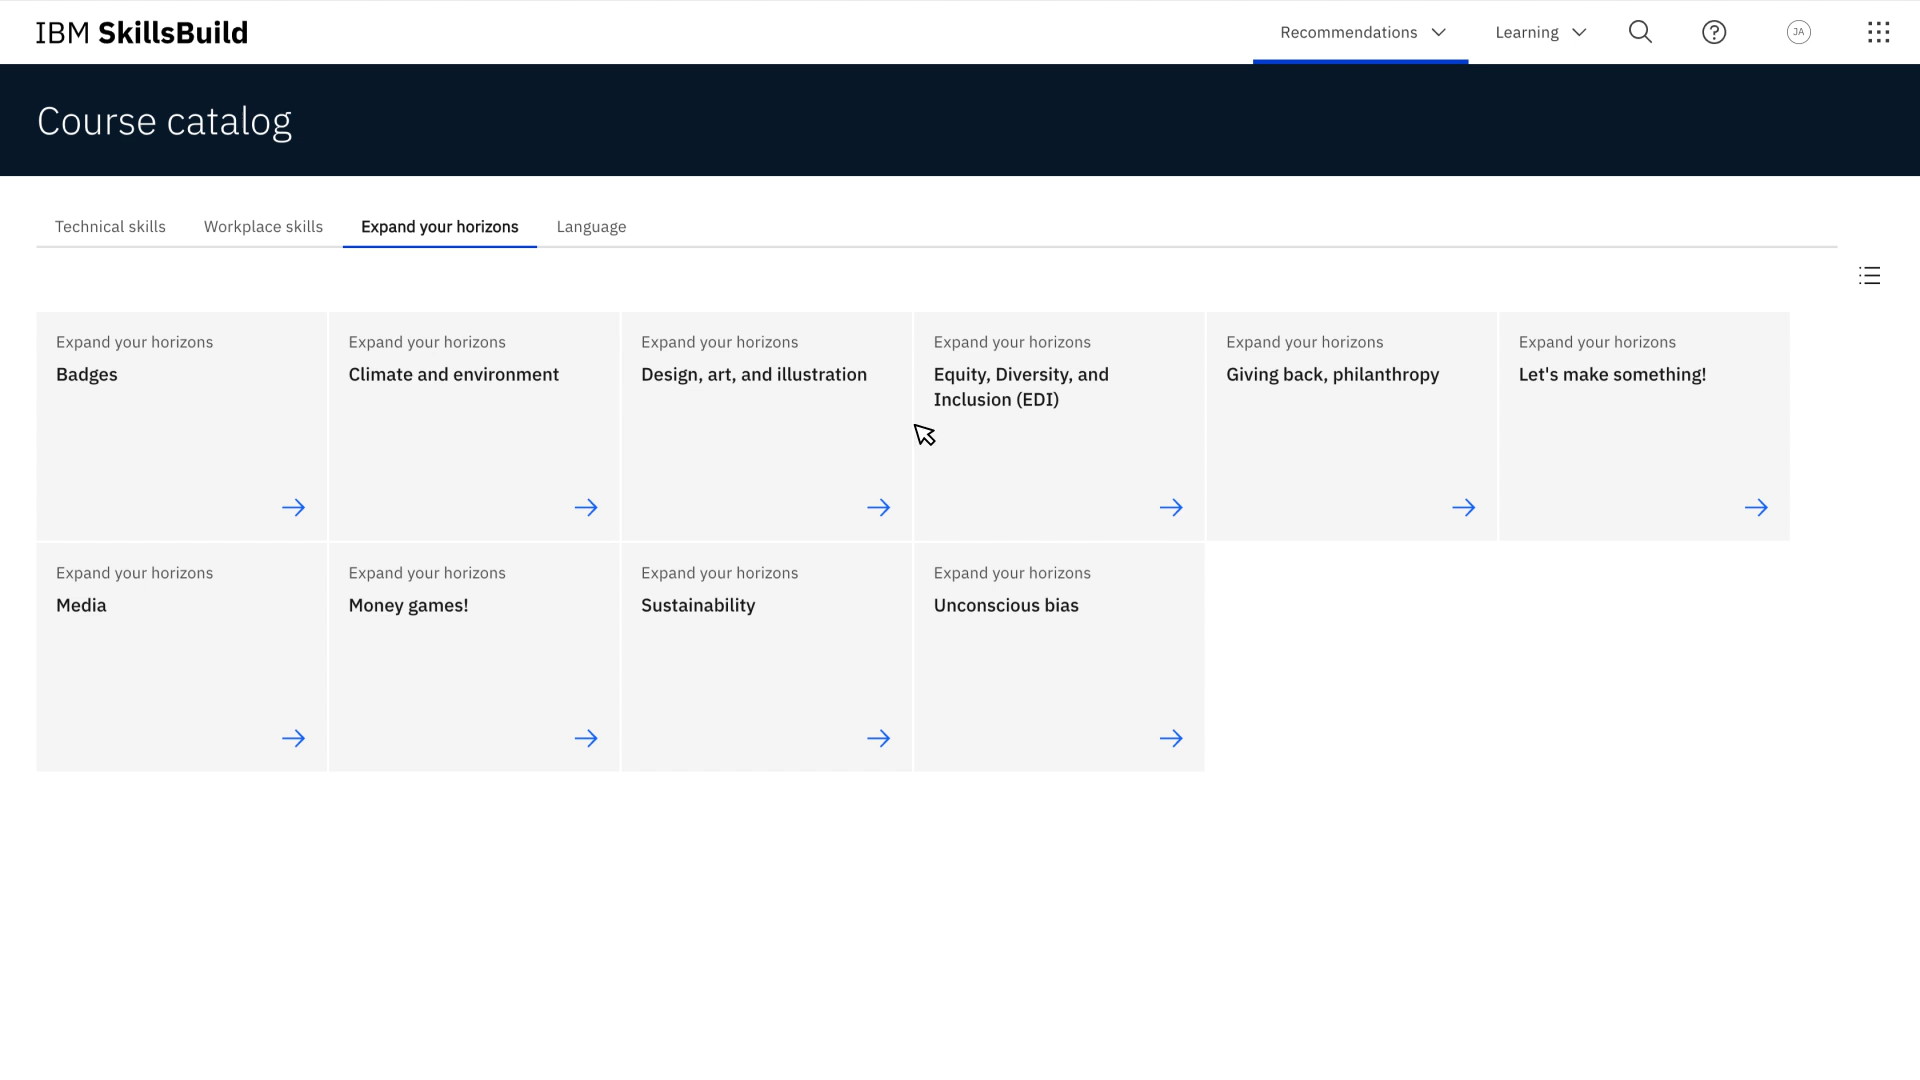 IBM SkillsBuild
Recommendations
Learning
JA
Course catalog
Technical skills
Workplace skills
Expand your horizons
Language
Expand your horizons
Badges
Expand your horizons
Climate and environment
Expand your horizons
Design, art, and illustration
Expand your horizons
Equity, Diversity, and
Inclusion (EDI)
Expand your horizons
Giving back, philanthropy
Expand your horizons
Let's make something!
Expand your horizons
Media
Expand your horizons
Money games!
Expand your horizons
Sustainability
Expand your horizons
Unconscious bias